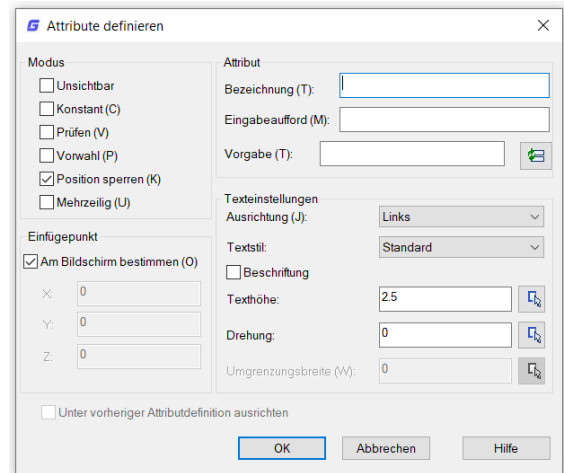 Attribute definieren
Modus
Unsichtbar
Konstant (C)
Prüfen (V)
Vorwahl (P)
Position sperren (K)
Mehrzeilig (U)
Einfügepunkt
Am Bildschirm bestimmen (O)
X: 0
Y: 0
Z: 0
Attribut
Bezeichnung (T):
Eingabeaufford (M):
Vorgabe (T):
Texteinstellungen
Ausrichtung (J): Links
Textstil: Standard
Beschriftung
Texthöhe: 2.5
Drehung: 0
Umgrenzungsbreite (W): 0
Unter vorheriger Attributdefinition ausrichten
OK Abbrechen Hilfe